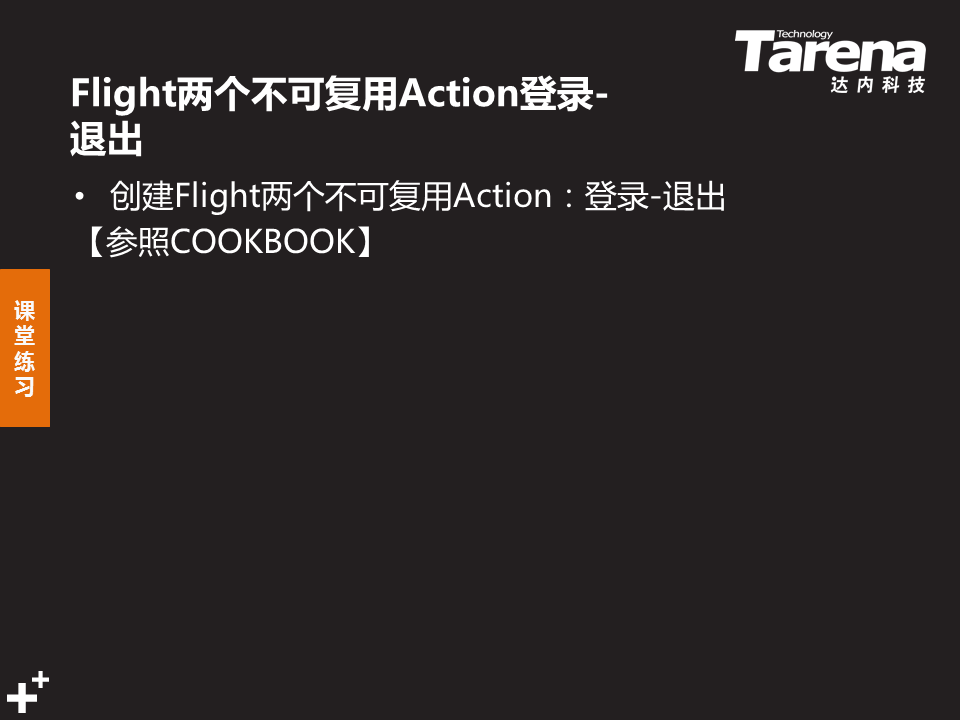 Technology
Tarena
达内科技
Flight两个不可复用Action登录-
退出
• 创建Flight两个不可复用Action：登录-退出
【参照COOKBOOK】
课
堂
练
习